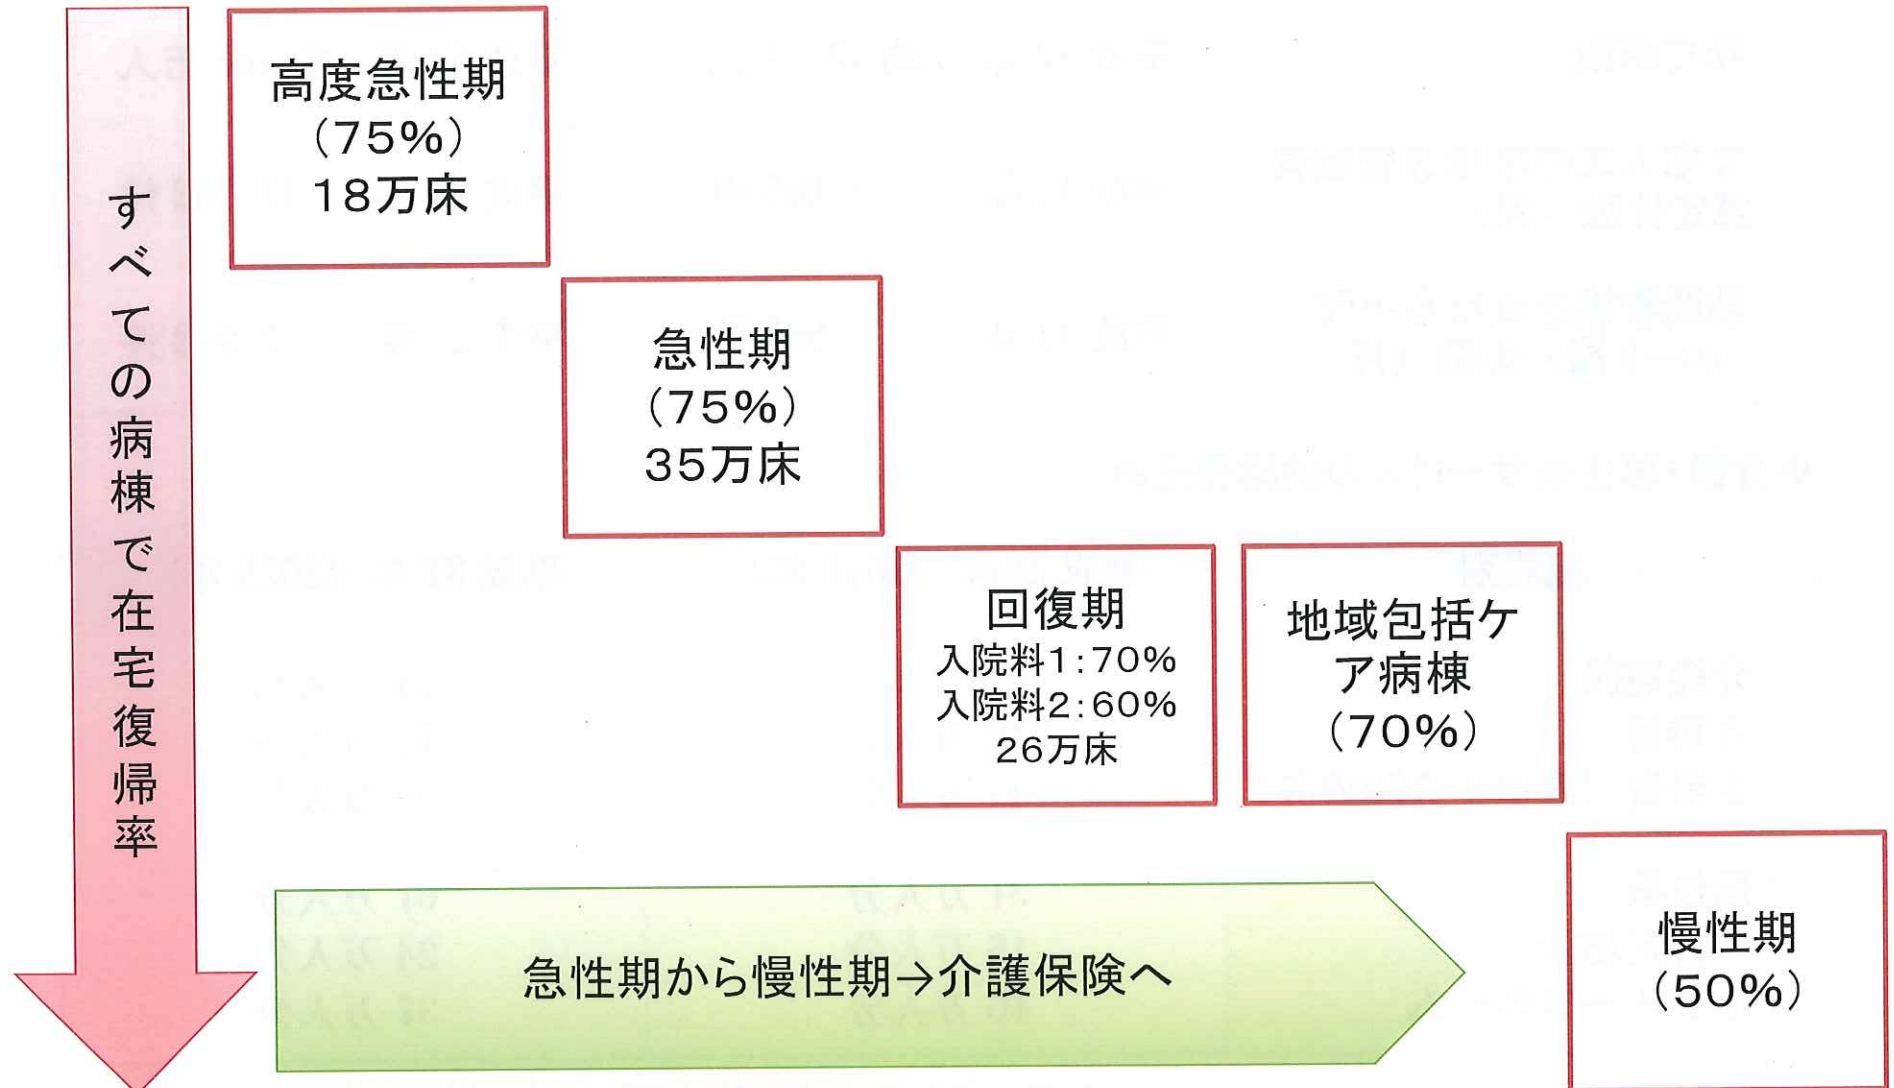 すべての病棟で在宅復帰率
高度急性期
(75%)
18万床
急性期
(75%)
35万床
回復期
入院料1:70%
入院料2:60%
26万床
地域包括ケ
ア病棟
(70%)
急性期から慢性期→介護保険へ
慢性期
(50%)